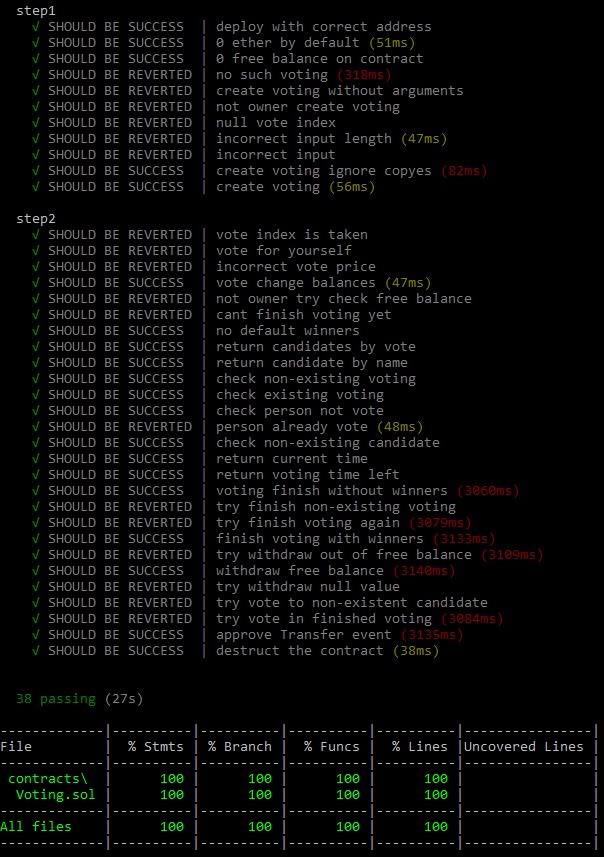 step1
√ SHOULD BE SUCCESS | deploy with correct address
√ SHOULD BE SUCCESS | 0 ether by default (51ms)
√ SHOULD BE SUCCESS | 0 free balance on contract
√ SHOULD BE REVERTED | no such voting (318ms)
√ SHOULD BE REVERTED | create voting without arguments
√ SHOULD BE REVERTED | not owner create voting
√ SHOULD BE REVERTED | null vote index
√ SHOULD BE REVERTED | incorrect input length (47ms)
√ SHOULD BE REVERTED | incorrect input
√ SHOULD BE SUCCESS | create voting ignore copyes (82ms)
√ SHOULD BE SUCCESS | create voting (56ms)
step2
√ SHOULD BE REVERTED | vote index is taken
√ SHOULD BE REVERTED | vote for yourself
√ SHOULD BE REVERTED | incorrect vote price
√ SHOULD BE SUCCESS | vote change balances (47ms)
√ SHOULD BE REVERTED | not owner try check free balance
√ SHOULD BE REVERTED | cant finish voting yet
√ SHOULD BE SUCCESS | no default winners
√ SHOULD BE SUCCESS | return candidates by vote
√ SHOULD BE SUCCESS | return candidate by name
√ SHOULD BE SUCCESS | check non-existing voting
√ SHOULD BE SUCCESS | check existing voting
√ SHOULD BE SUCCESS | check person not vote
√ SHOULD BE REVERTED | person already vote (48ms)
√ SHOULD BE SUCCESS | check non-existing candidate
√ SHOULD BE SUCCESS | return current time
√ SHOULD BE SUCCESS | return voting time left
√ SHOULD BE SUCCESS | voting finish without winners (3060ms)
√ SHOULD BE REVERTED | try finish non-existing voting
√ SHOULD BE REVERTED | try finish voting again (3079ms)
√ SHOULD BE SUCCESS | finish voting with winners (3133ms)
√ SHOULD BE REVERTED | try withdraw out of free balance (3109ms)
√ SHOULD BE SUCCESS | withdraw free balance (3140ms)
√ SHOULD BE REVERTED | try withdraw null value
√ SHOULD BE REVERTED | try vote to non-existent candidate
√ SHOULD BE REVERTED | try vote in finished voting (3084ms)
√ SHOULD BE SUCCESS | approve Transfer event (3135ms)
√ SHOULD BE SUCCESS | destruct the contract (38ms)
38 passing (27s)
File | % Stmts | % Branch | % Funcs | % Lines |Uncovered Lines |
contracts\ | 100 | 100 | 100 | 100 | |
Voting.sol | 100 | 100 | 100 | 100 | |
All files | 100 | 100 | 100 | 100 | |